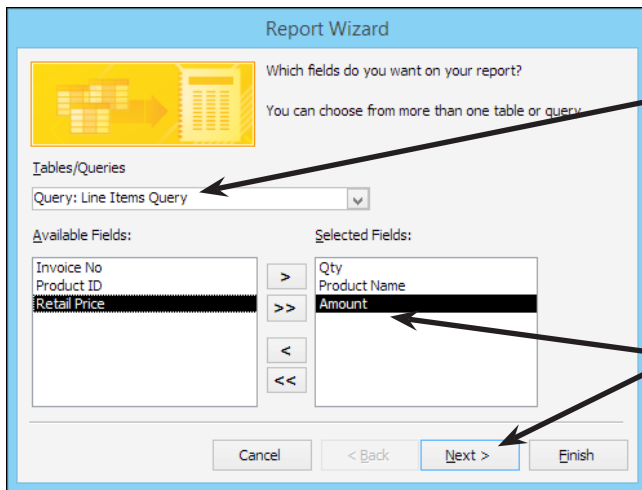 Report Wizard
Which fields do you want on your report?
You can choose from more than one table or query.
Tables/Queries
Query: Line Items Query
Available Fields:
Selected Fields:
Invoice No
Product ID
Retail Price
>
>>
<
<<
Qty
Product Name
Amount
Cancel
< Back
Next >
Finish